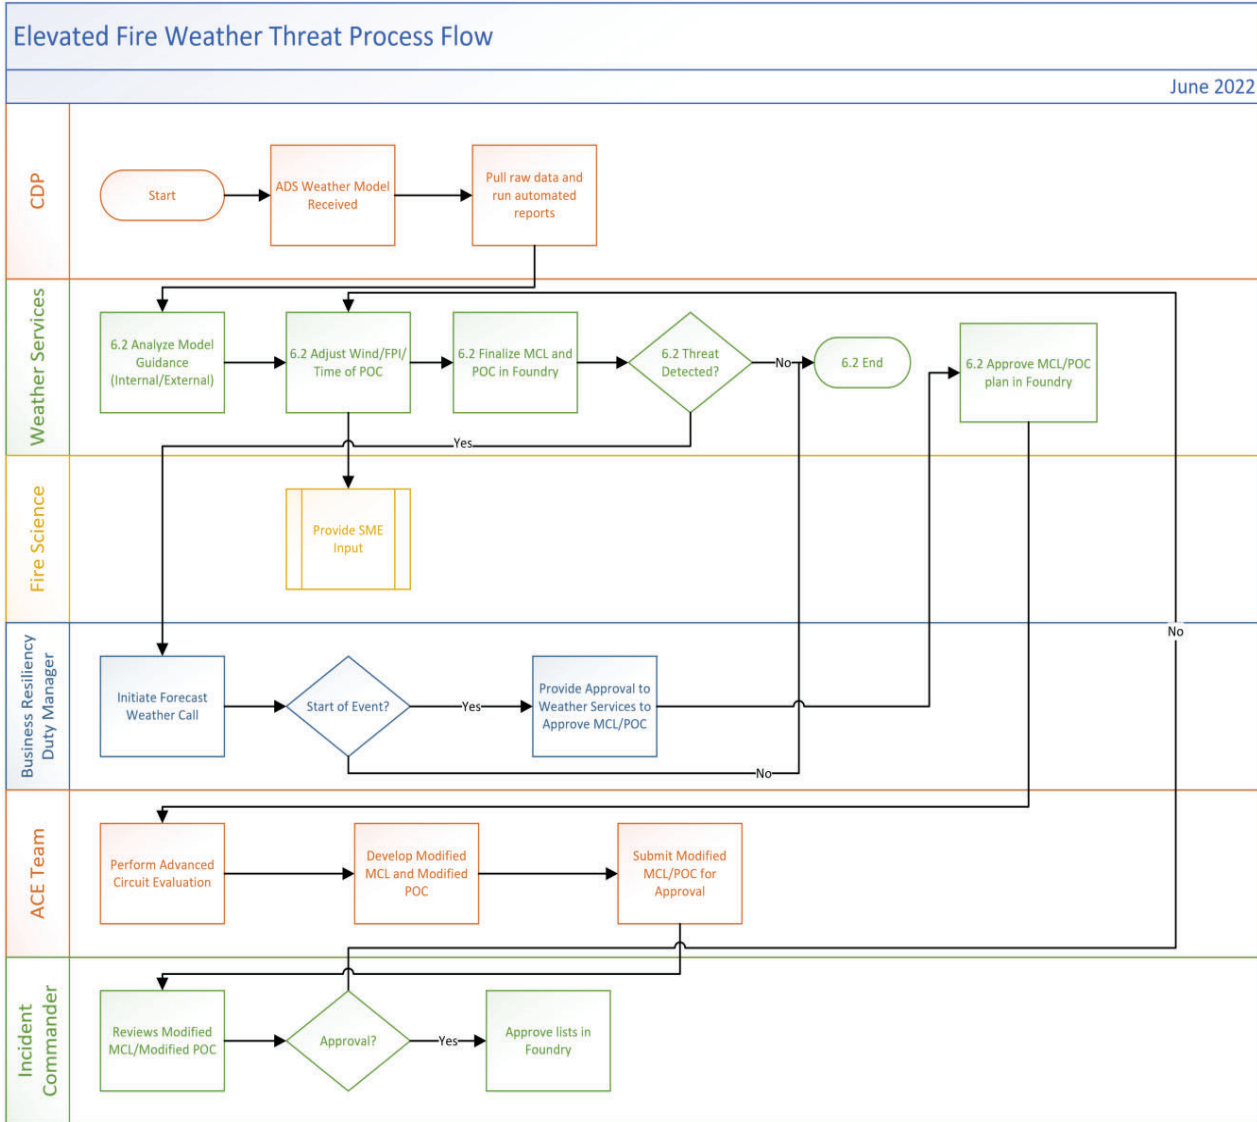 Elevated Fire Weather Threat Process Flow
June 2022
CDP
Start
ADS Weather Model
Received
Pull raw data and
run automated
reports
Weather Services
6.2 Analyze Model
Guidance
(Internal/External)
6.2 Adjust Wind/FPI/
Time of POC
6.2 Finalize MCL and
POC in Foundry
6.2 Threat
Detected?
No
6.2 End
6.2 Approve MCL/POC
plan in Foundry
Yes
Fire Science
Provide SME
Input
No
Business Resiliency
Duty Manager
Initiate Forecast
Weather Call
Start of Event?
Yes
Provide Approval to
Weather Services to
Approve MCL/POC
No
ACE Team
Perform Advanced
Circuit Evaluation
Develop Modified
MCL and Modified
POC
Submit Modified
MCL/POC for
Approval
Incident
Commander
Reviews Modified
MCL/Modified POC
Approval?
Yes
Approve lists in
Foundry